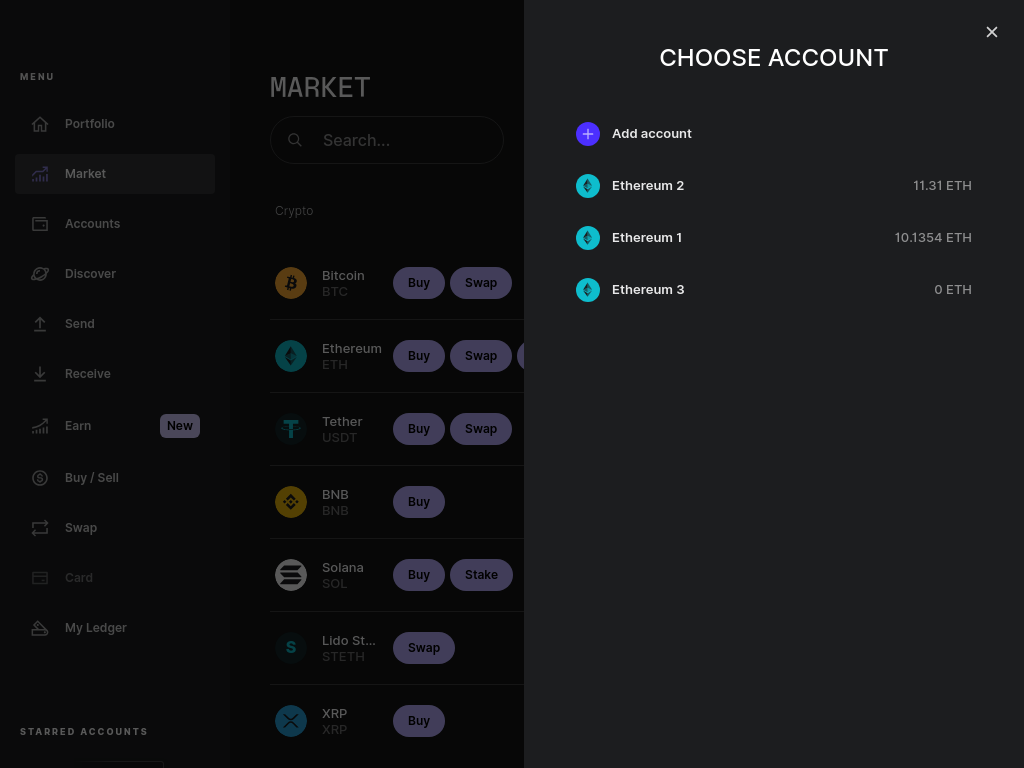 MENU
Portfolio
Market
Accounts
Discover
Send
Receive
Earn New
Buy / Sell
Swap
Card
My Ledger
STARRED ACCOUNTS
MARKET
Search...
Crypto
Bitcoin
BTC
Buy Swap
Ethereum
ETH
Buy Swap
Tether
USDT
Buy Swap
BNB
BNB
Buy
Solana
SOL
Buy Stake
S
Lido St...
STETH
Swap
XRP
XRP
Buy
CHOOSE ACCOUNT
Add account
Ethereum 2 11.31 ETH
Ethereum 1 10.1354 ETH
Ethereum 3 0 ETH